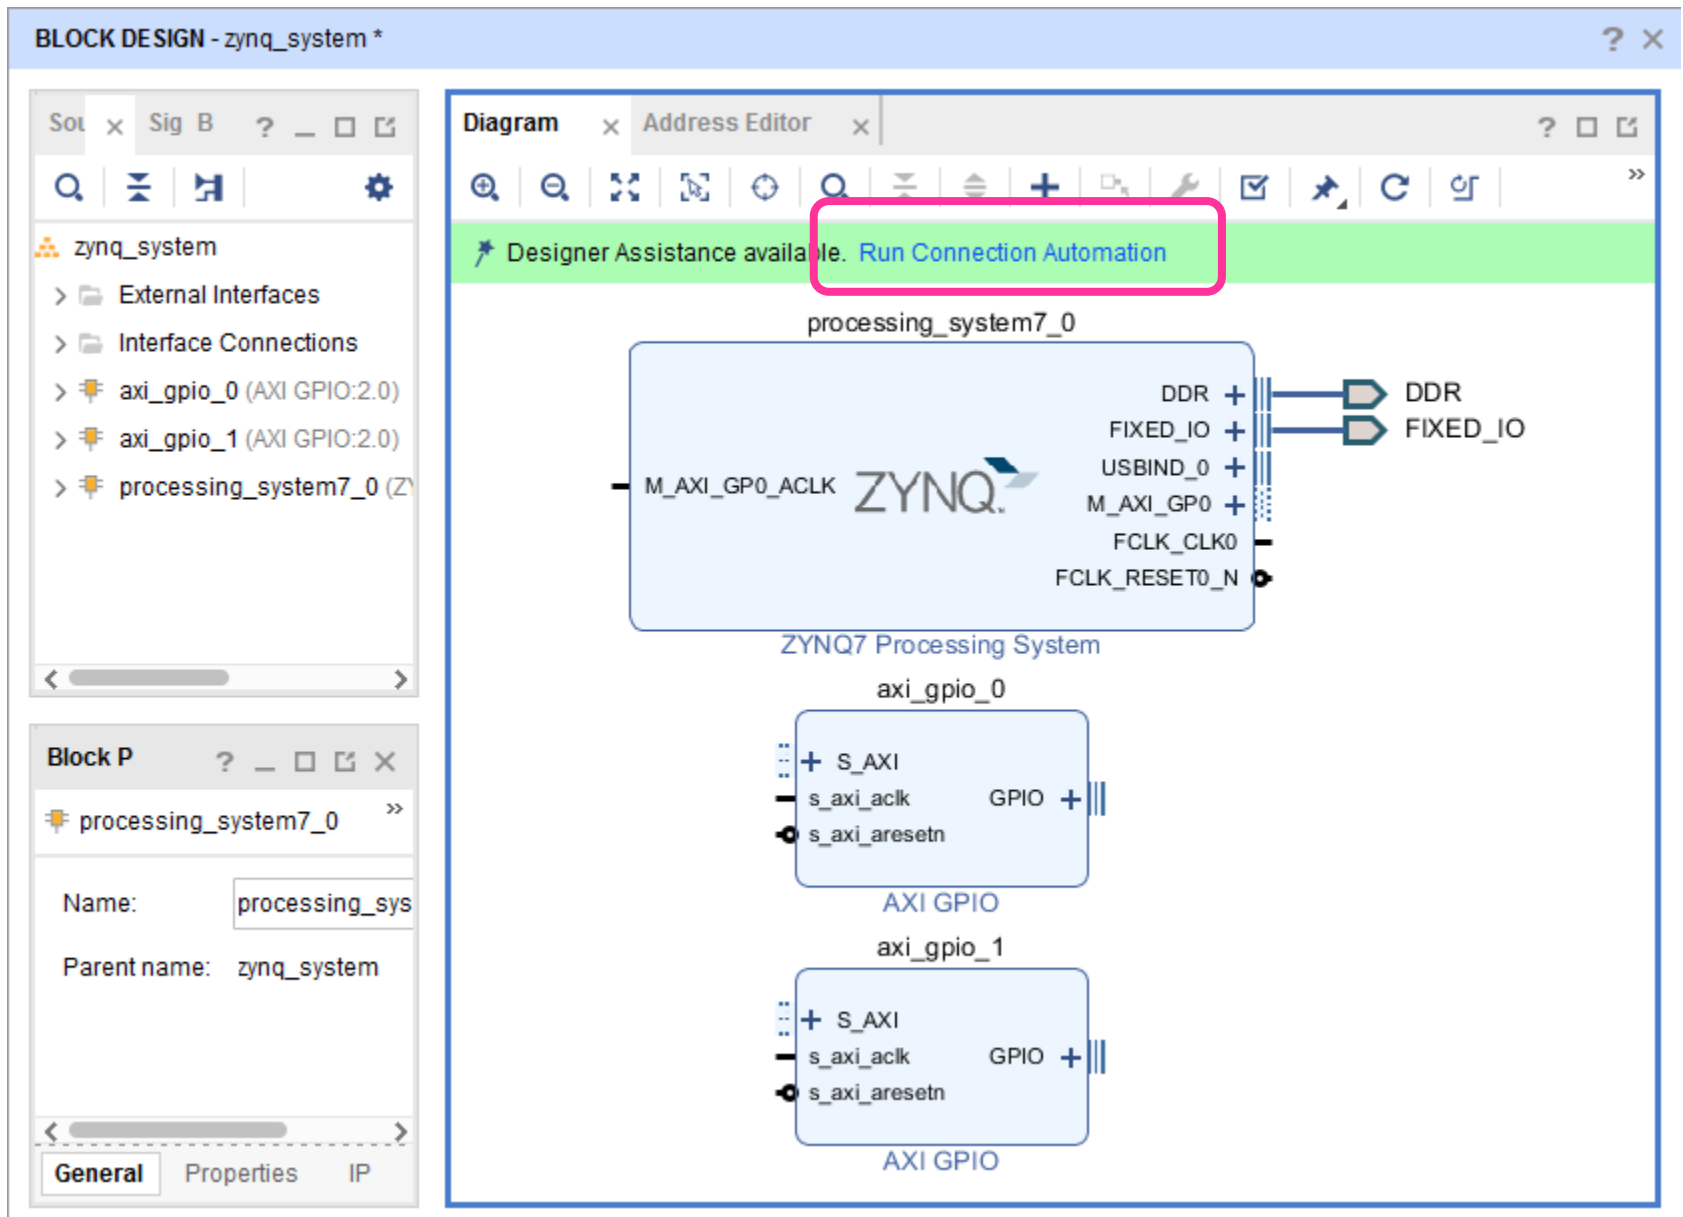 BLOCK DESIGN - zynq_system *
Sou Sig B
Diagram Address Editor
Designer Assistance available. Run Connection Automation
zynq_system
External Interfaces
Interface Connections
axi_gpio_0 (AXI GPIO:2.0)
axi_gpio_1 (AXI GPIO:2.0)
processing_system7_0 (ZY
Block P
processing_system7_0
Name: processing_sys
Parent name: zynq_system
General Properties IP
processing_system7_0
DDR
FIXED_IO
USBIND_0
M_AXI_GP0_ACLK
ZYNQ
M_AXI_GP0
FCLK_CLK0
FCLK_RESET0_N
DDR
FIXED_IO
ZYNQ7 Processing System
axi_gpio_0
S_AXI
s_axi_aclk GPIO
s_axi_aresetn
AXI GPIO
axi_gpio_1
S_AXI
s_axi_aclk GPIO
s_axi_aresetn
AXI GPIO